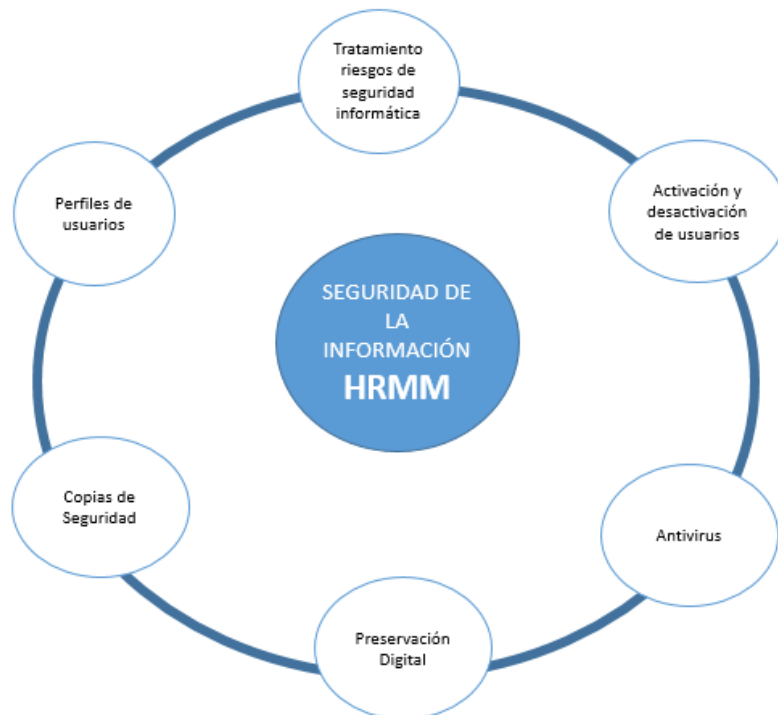 Tratamiento
riesgos de
seguridad
informática
Activación y
desactivación
de usuarios
Antivirus
Preservación
Digital
Copias de
Seguridad
Perfiles de
usuarios
SEGURIDAD DE
LA
INFORMACIÓN
HRMM